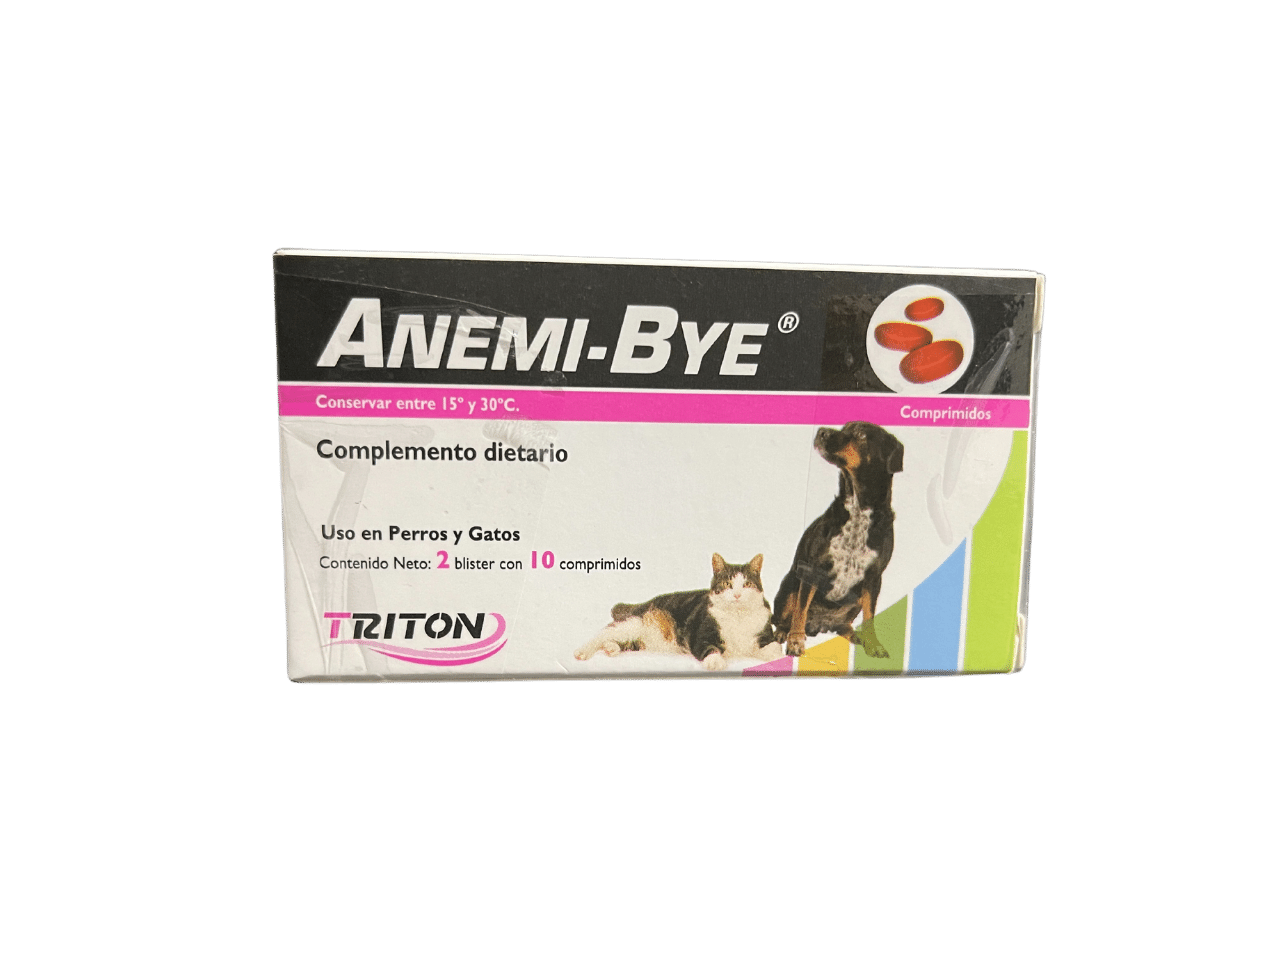 ANEMI-BYE®
Conservar entre 15° y 30°C.
Comprimidos
Complemento dietario
Uso en Perros y Gatos
Contenido Neto: 2 blister con 10 comprimidos
TRITON